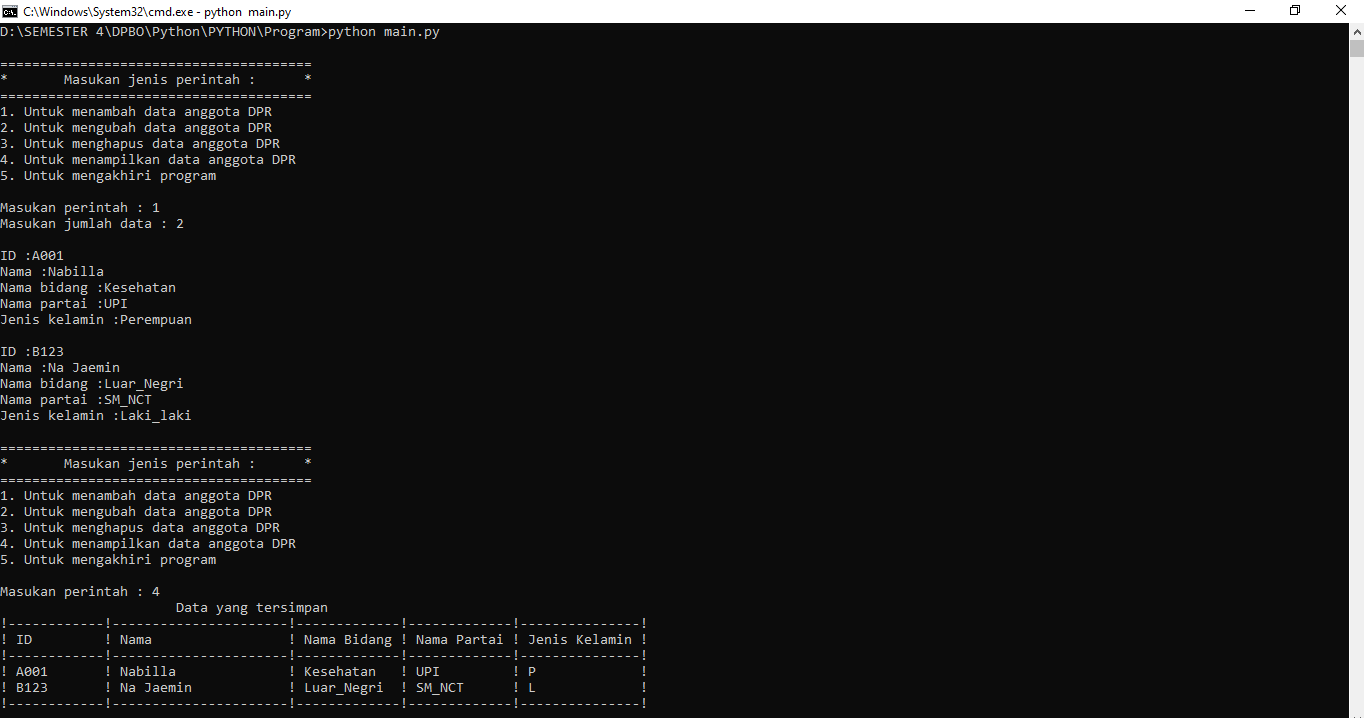 C:\Windows\System32\cmd.exe - python  main.py
D:\SEMESTER 4\DPBO\Python\PYTHON\Program>python main.py
=======================================
*       Masukan jenis perintah :      *
=======================================
1. Untuk menambah data anggota DPR
2. Untuk mengubah data anggota DPR
3. Untuk menghapus data anggota DPR
4. Untuk menampilkan data anggota DPR
5. Untuk mengakhiri program
Masukan perintah : 1
Masukan jumlah data : 2
ID :A001
Nama :Nabilla
Nama bidang :Kesehatan
Nama partai :UPI
Jenis kelamin :Perempuan
ID :B123
Nama :Na Jaemin
Nama bidang :Luar_Negri
Nama partai :SM_NCT
Jenis kelamin :Laki_laki
=======================================
*       Masukan jenis perintah :      *
=======================================
1. Untuk menambah data anggota DPR
2. Untuk mengubah data anggota DPR
3. Untuk menghapus data anggota DPR
4. Untuk menampilkan data anggota DPR
5. Untuk mengakhiri program
Masukan perintah : 4
                      Data yang tersimpan
!------------!----------------------!-------------!-------------!---------------!
! ID         ! Nama                 ! Nama Bidang ! Nama Partai ! Jenis Kelamin !
!------------!----------------------!-------------!-------------!---------------!
! A001       ! Nabilla              ! Kesehatan   ! UPI         ! P             !
! B123       ! Na Jaemin            ! Luar_Negri  ! SM_NCT      ! L             !
!------------!----------------------!-------------!-------------!---------------!